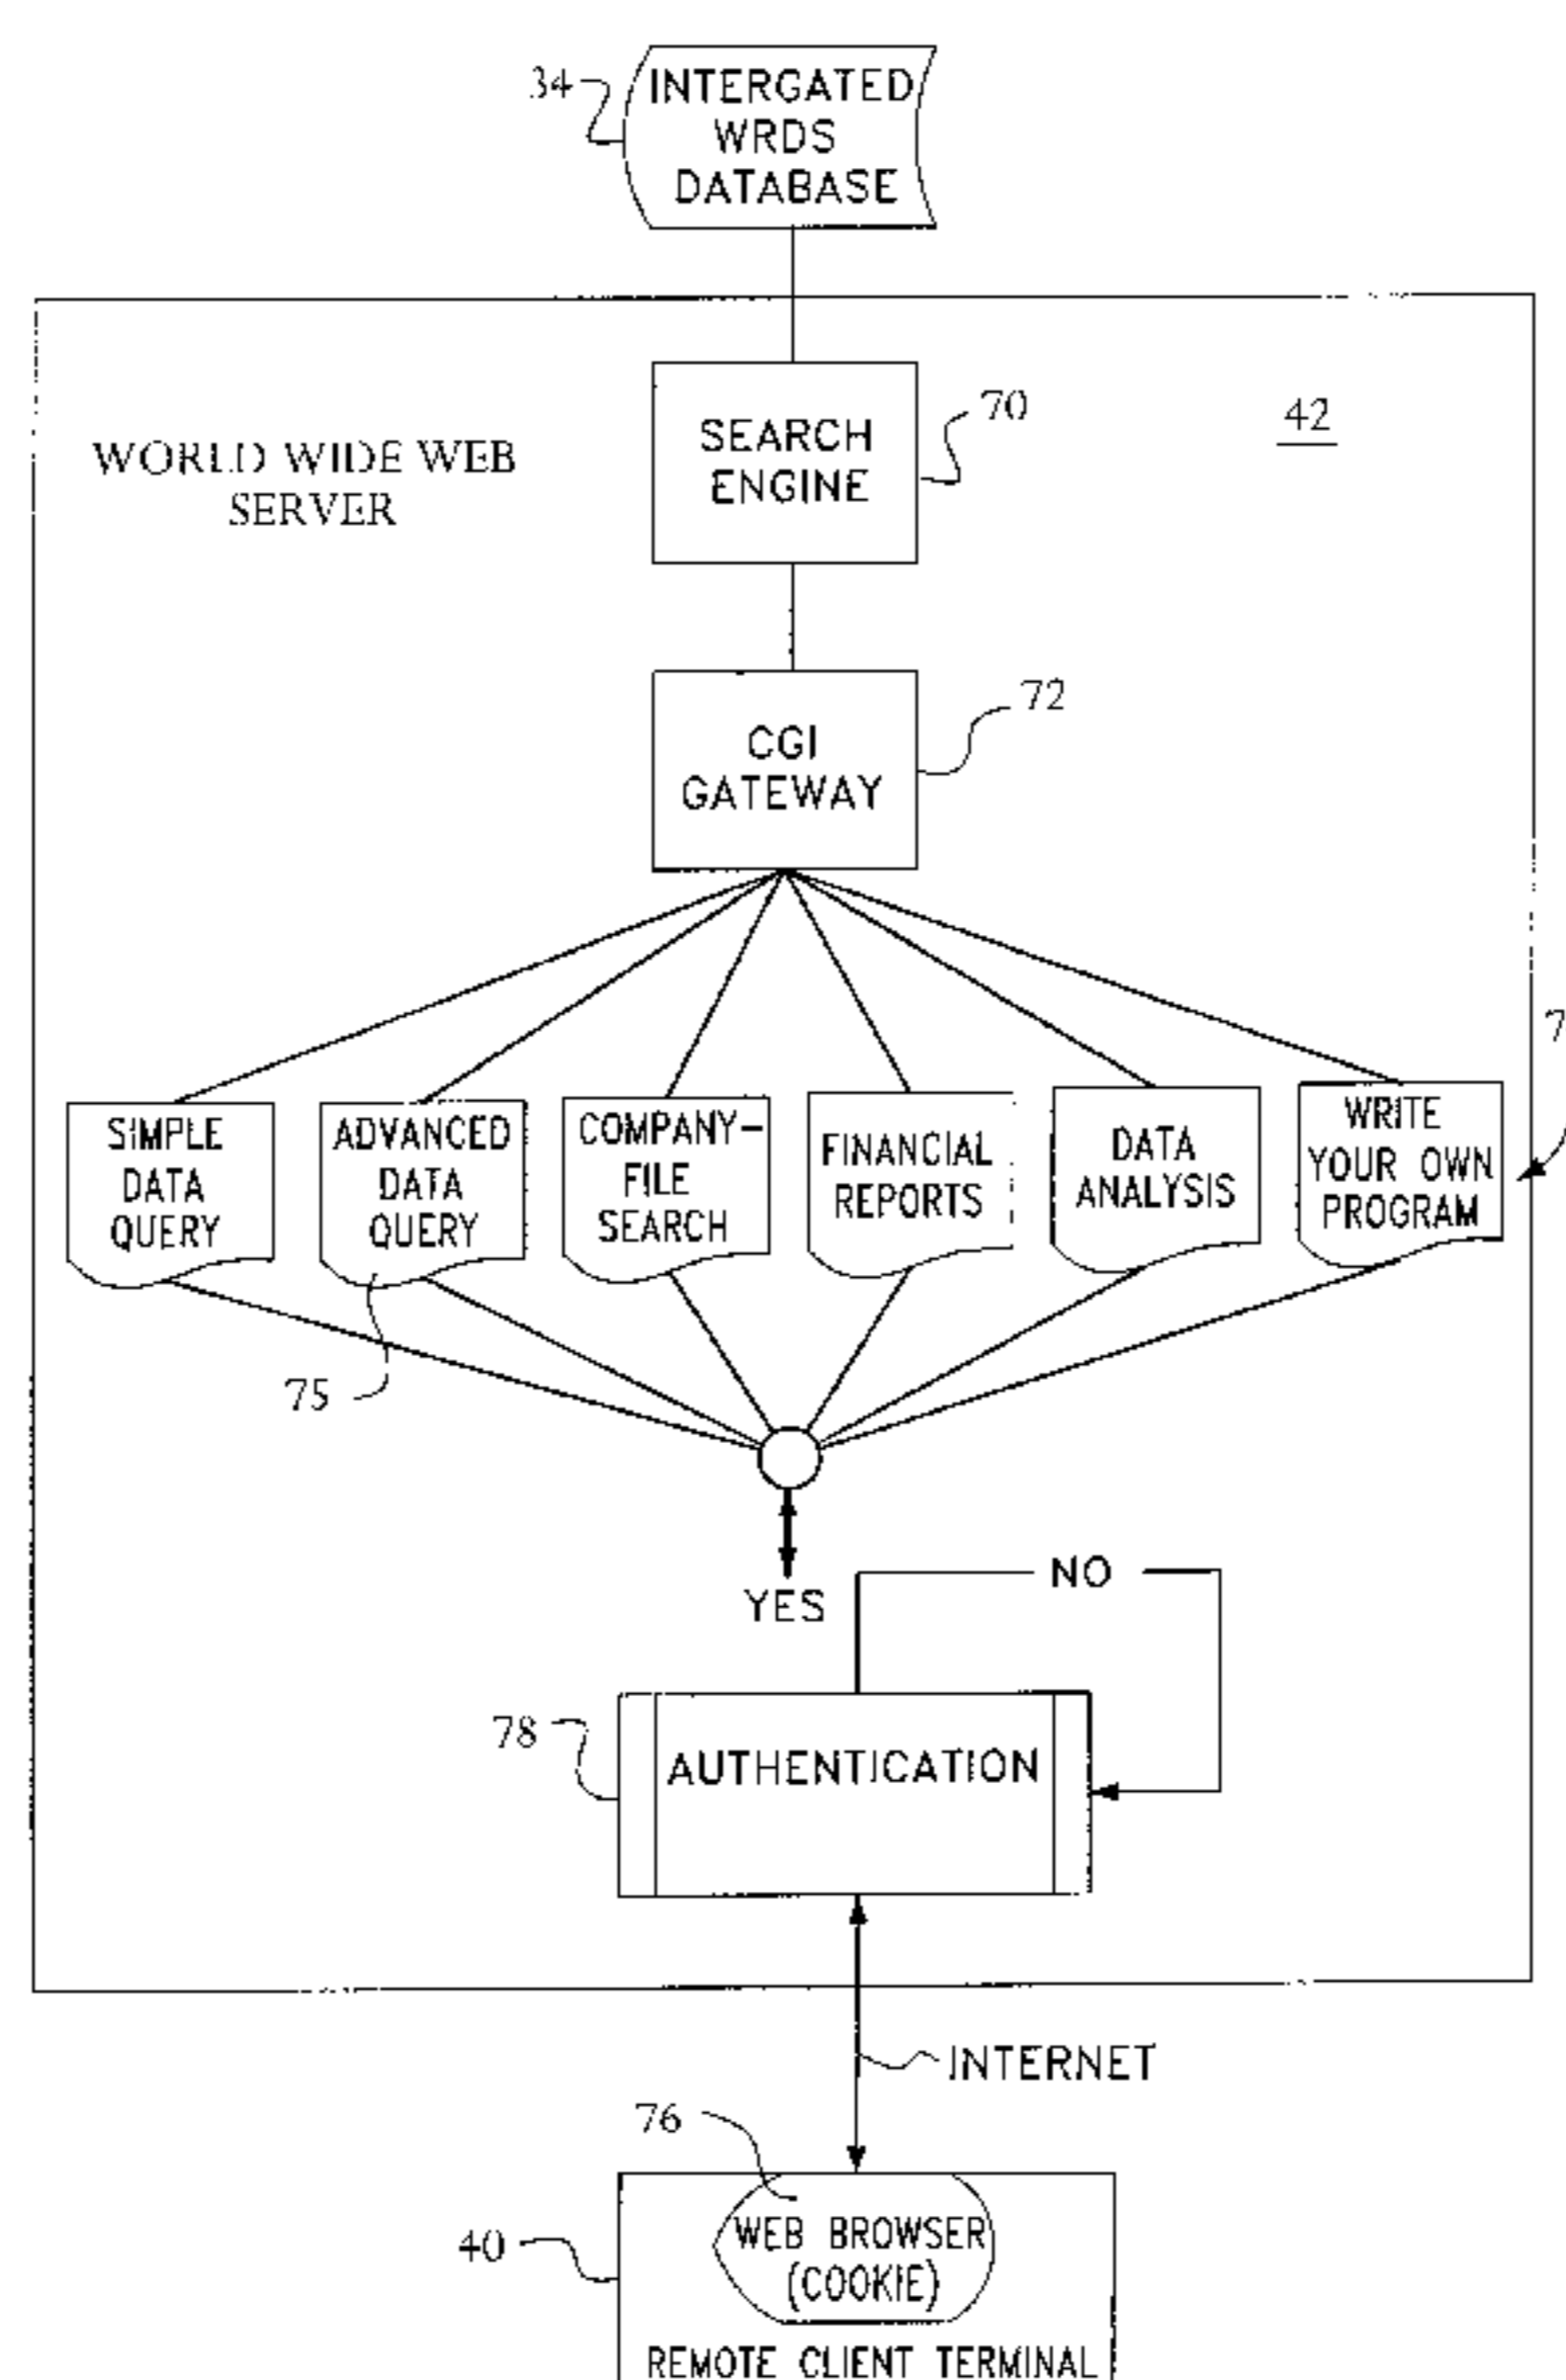 34
INTERGATED
WRDS
DATABASE
WORLD WIDE WEB
SERVER
SEARCH
ENGINE
70
42
CGI
GATEWAY
72
7
SIMPLE
DATA
QUERY
ADVANCED
DATA
QUERY
COMPANY-
FILE
SEARCH
FINANCIAL
REPORTS
DATA
ANALYSIS
WRITE
YOUR OWN
PROGRAM
75
YES
NO
78
AUTHENTICATION
INTERNET
76
40
WEB BROWSER
(COOKIE)
REMOTE CLIENT TERMINAL